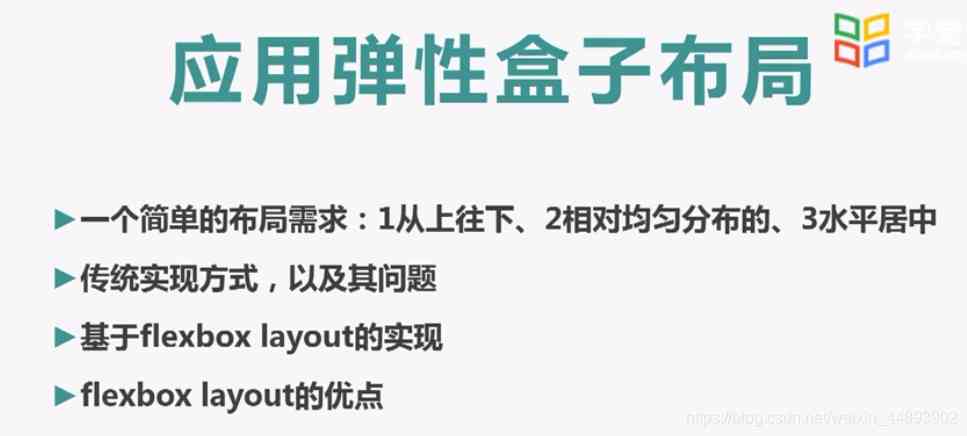 应用弹性盒子布局
一个简单的布局需求：1从上往下、2相对均匀分布的、3水平居中
传统实现方式，以及其问题
基于flexbox layout的实现
flexbox layout的优点
https://blog.csdn.net/weixin_44893902